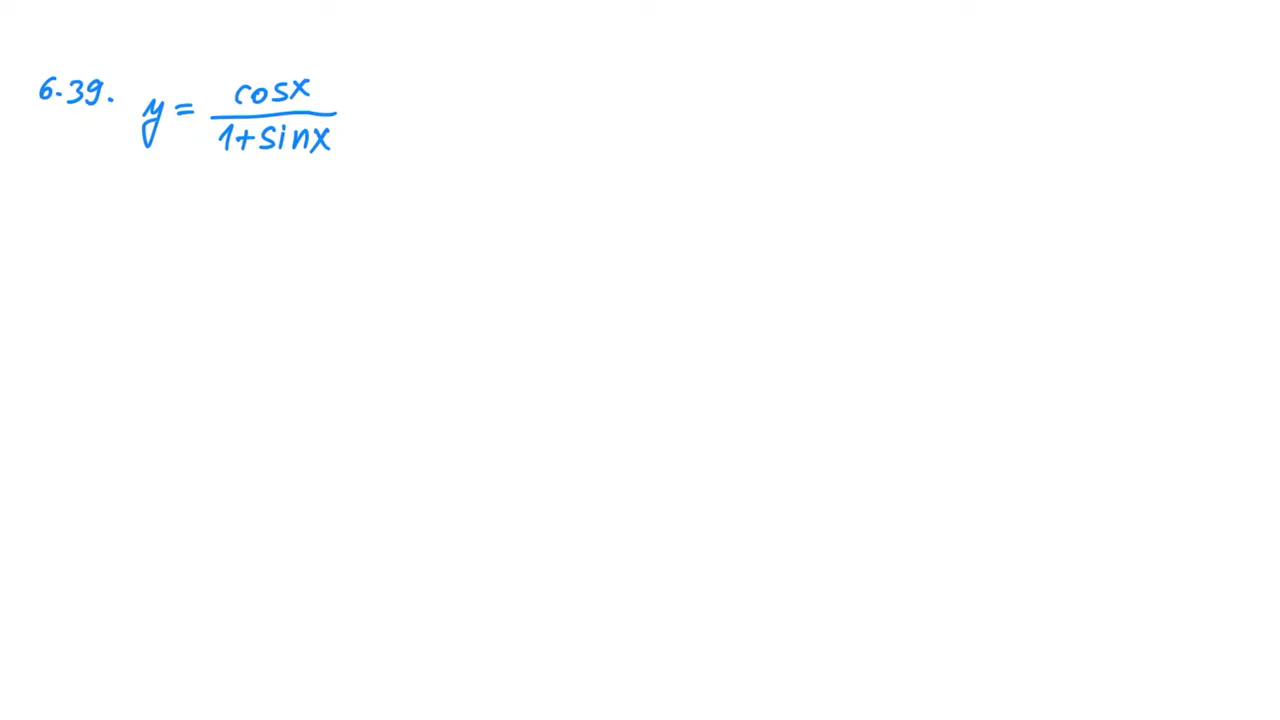 6.39. y = cosx / 1+sinx